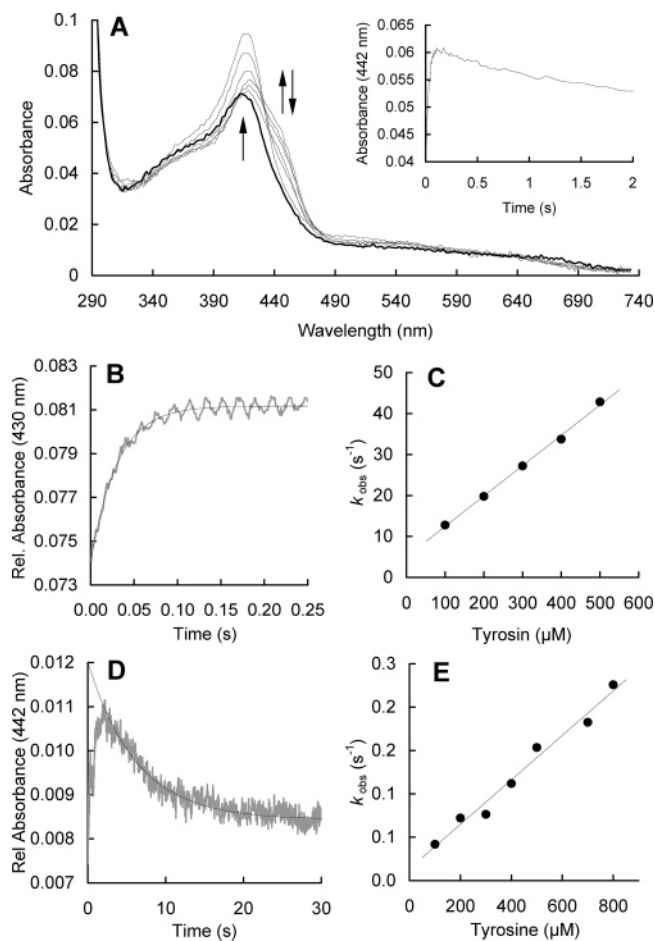 A
Absorbance
0.1
0.08
0.06
0.04
0.02
0
290 340 390 440 490 540 590 640 690 740
Wavelength (nm)
Absorbance (442 nm)
0.065
0.06
0.055
0.05
0.045
0.04
0 0.5 1 1.5 2
Time (s)
B
Rel. Absorbance (430 nm)
0.083
0.081
0.079
0.077
0.075
0.073
0.00 0.05 0.10 0.15 0.20 0.25
Time (s)
C
kobs (s-1)
50
40
30
20
10
0
0 100 200 300 400 500 600
Tyrosin (µM)
D
Rel Absorbance (442 nm)
0.012
0.011
0.010
0.009
0.008
0.007
0 10 20 30
Time (s)
E
kobs (s-1)
0.3
0.2
0.2
0.1
0.1
0.0
0 200 400 600 800
Tyrosine (µM)